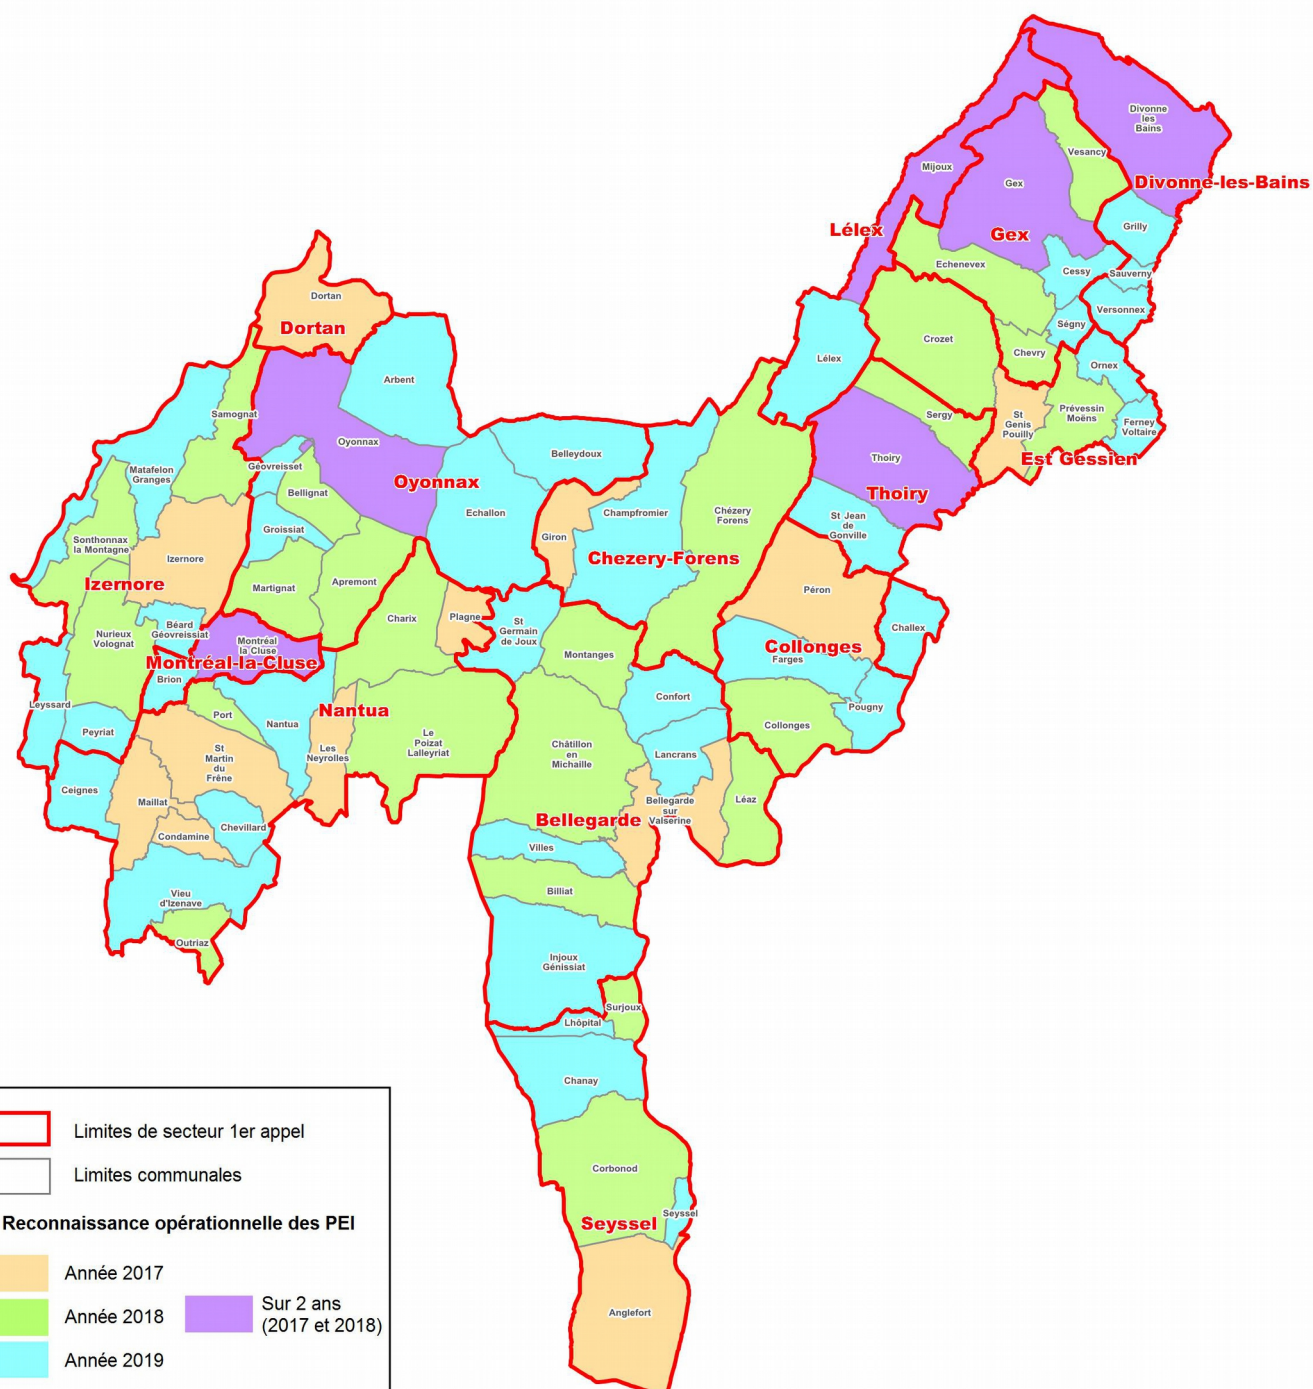 Divonne
les
Bains
Vesancy
Mijoux
Gex
Divonne-les-Bains
Grilly
Lélex
Gex
Echenevex
Cessy
Sauverny
Dortan
Versonnex
Dortan
Ségny
Crozet
Chevry
Lélex
Ornex
Arbent
Samognat
Sergy
St
Genis
Pouilly
Prévessin
Moëns
Ferney
Voltaire
Oyonnax
Belleydoux
Est Gessien
Thoiry
Géovreisset
Matafelon
Granges
Oyonnax
Bellignat
Thoiry
Echallon
Champfromier
Chézery
Forens
St Jean
de
Gonville
Groissiat
Giron
Sonthonnax
la Montagne
Izernore
Chezery-Forens
Izernore
Martignat
Apremont
Péron
Plagne
Charix
St
Germain
de Joux
Béard
Géovreissiat
Challex
Nurieux
Volognat
Montréal
la Cluse
Collonges
Farges
Montréal-la-Cluse
Montanges
Brion
Confort
Leyssard
Pougny
Nantua
Port
Nantua
Collonges
Peyriat
Le
Poizat
Lalleyriat
Les
Neyrolles
Châtillon
en
Michaille
Lancrans
St
Martin
du
Frêne
Ceignes
Maillat
Bellegarde
sur
Valserine
Léaz
Bellegarde
Chevillard
Condamine
Villes
Billiat
Vieu
d'Izenave
Outriaz
Injoux
Génissiat
Surjoux
Lhôpital
Chanay
Corbonod
Seyssel
Seyssel
Anglefort
Limites de secteur 1er appel
Limites communales
Reconnaissance opérationnelle des PEI
Année 2017
Année 2018
Sur 2 ans
(2017 et 2018)
Année 2019